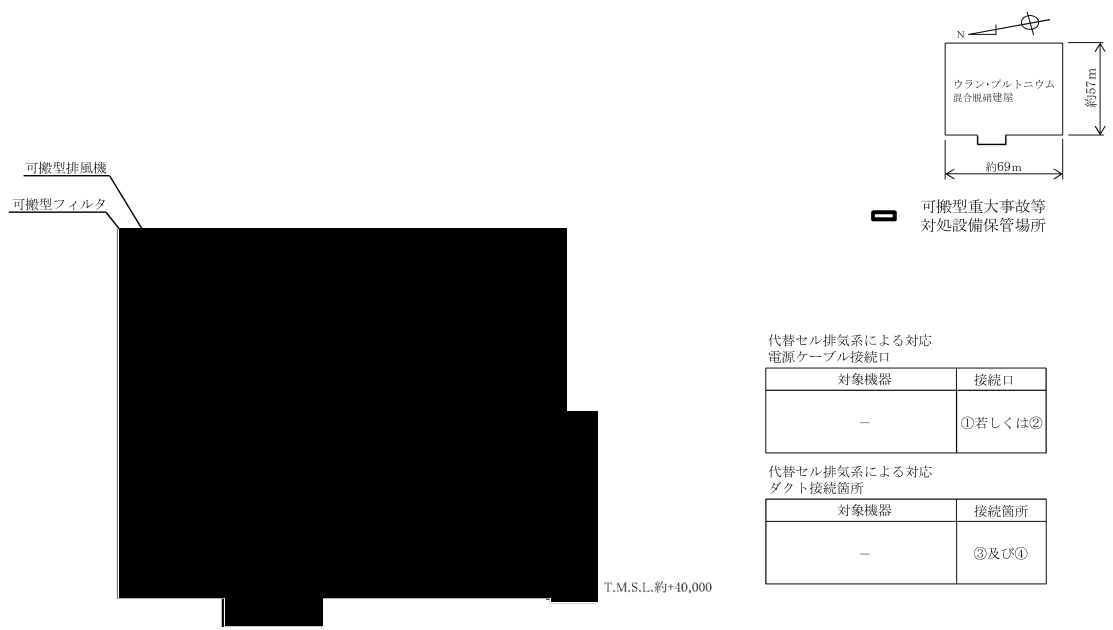 N
ウラン・プルトニウム
混合脱硝建屋
約57m
約69m
可搬型重大事故等
対処設備保管場所
可搬型排風機
可搬型フィルタ
代替セル排気系による対応
電源ケーブル接続口
対象機器 接続口
－ ①若しくは②
代替セル排気系による対応
ダクト接続箇所
対象機器 接続箇所
－ ③及び④
T.M.S.L.約+40,000